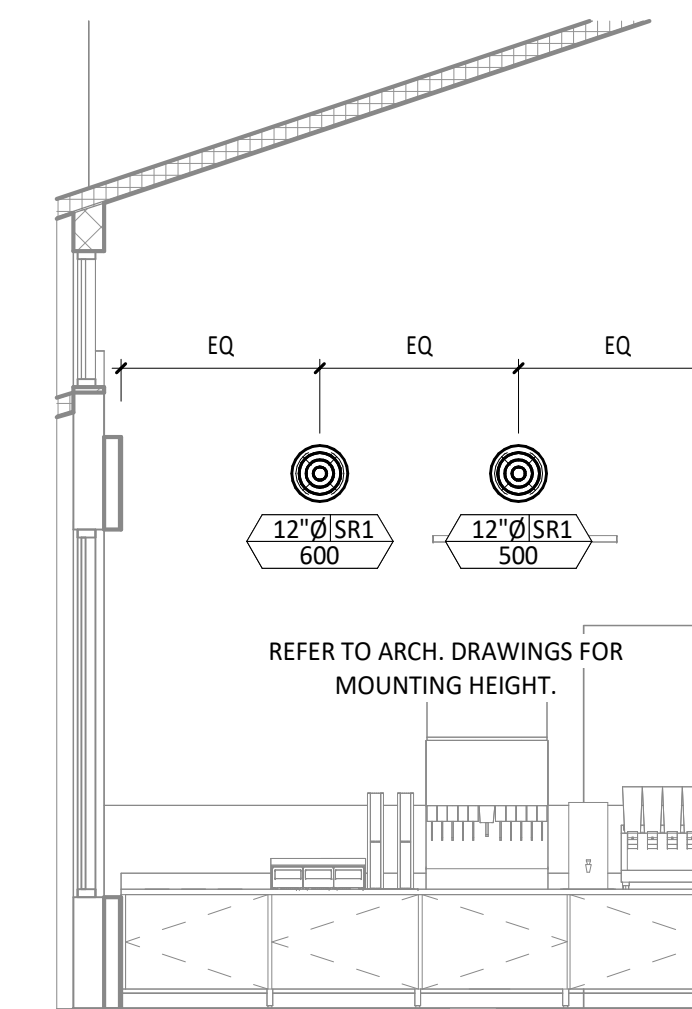 EQ EQ EQ
12"Ø SR1
600
12"Ø SR1
500
REFER TO ARCH. DRAWINGS FOR
MOUNTING HEIGHT.